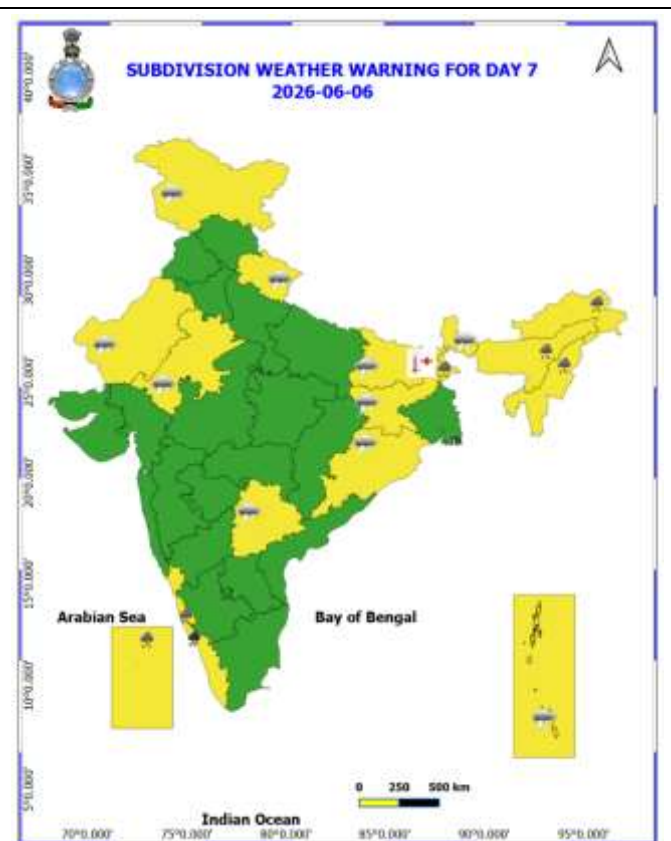 SUBDIVISION WEATHER WARNING FOR DAY 7
2026-06-06
40°0.000'
35°0.000'
30°0.000'
25°0.000'
20°0.000'
15°0.000'
10°0.000'
5°0.000'
Arabian Sea
Bay of Bengal
0 250 500 km
Indian Ocean
70°0.000' 75°0.000' 80°0.000' 85°0.000' 90°0.000' 95°0.000'